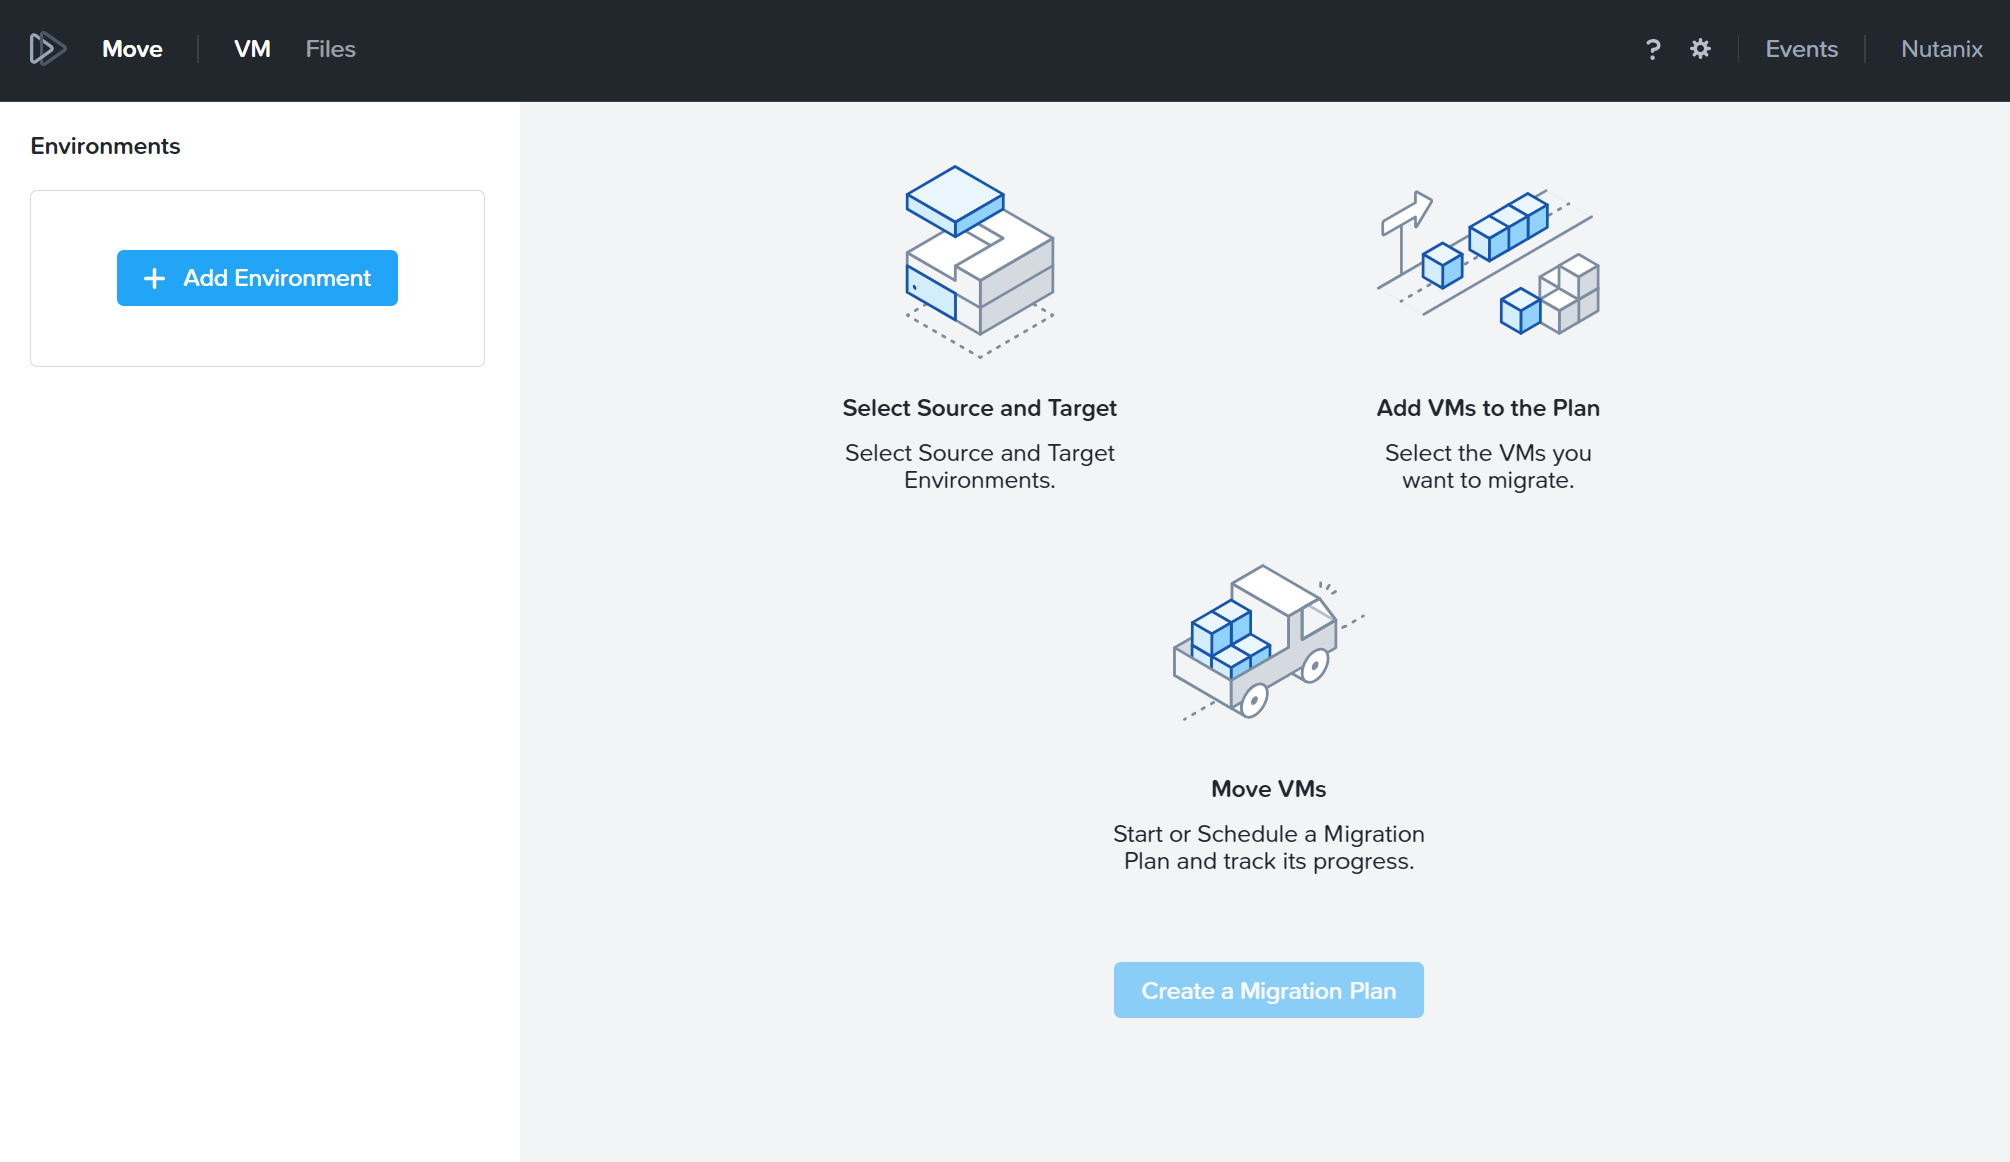 Move
VM
Files
?
Events
Nutanix
Environments
+ Add Environment
Select Source and Target
Select Source and Target
Environments.
Add VMs to the Plan
Select the VMs you
want to migrate.
Move VMs
Start or Schedule a Migration
Plan and track its progress.
Create a Migration Plan